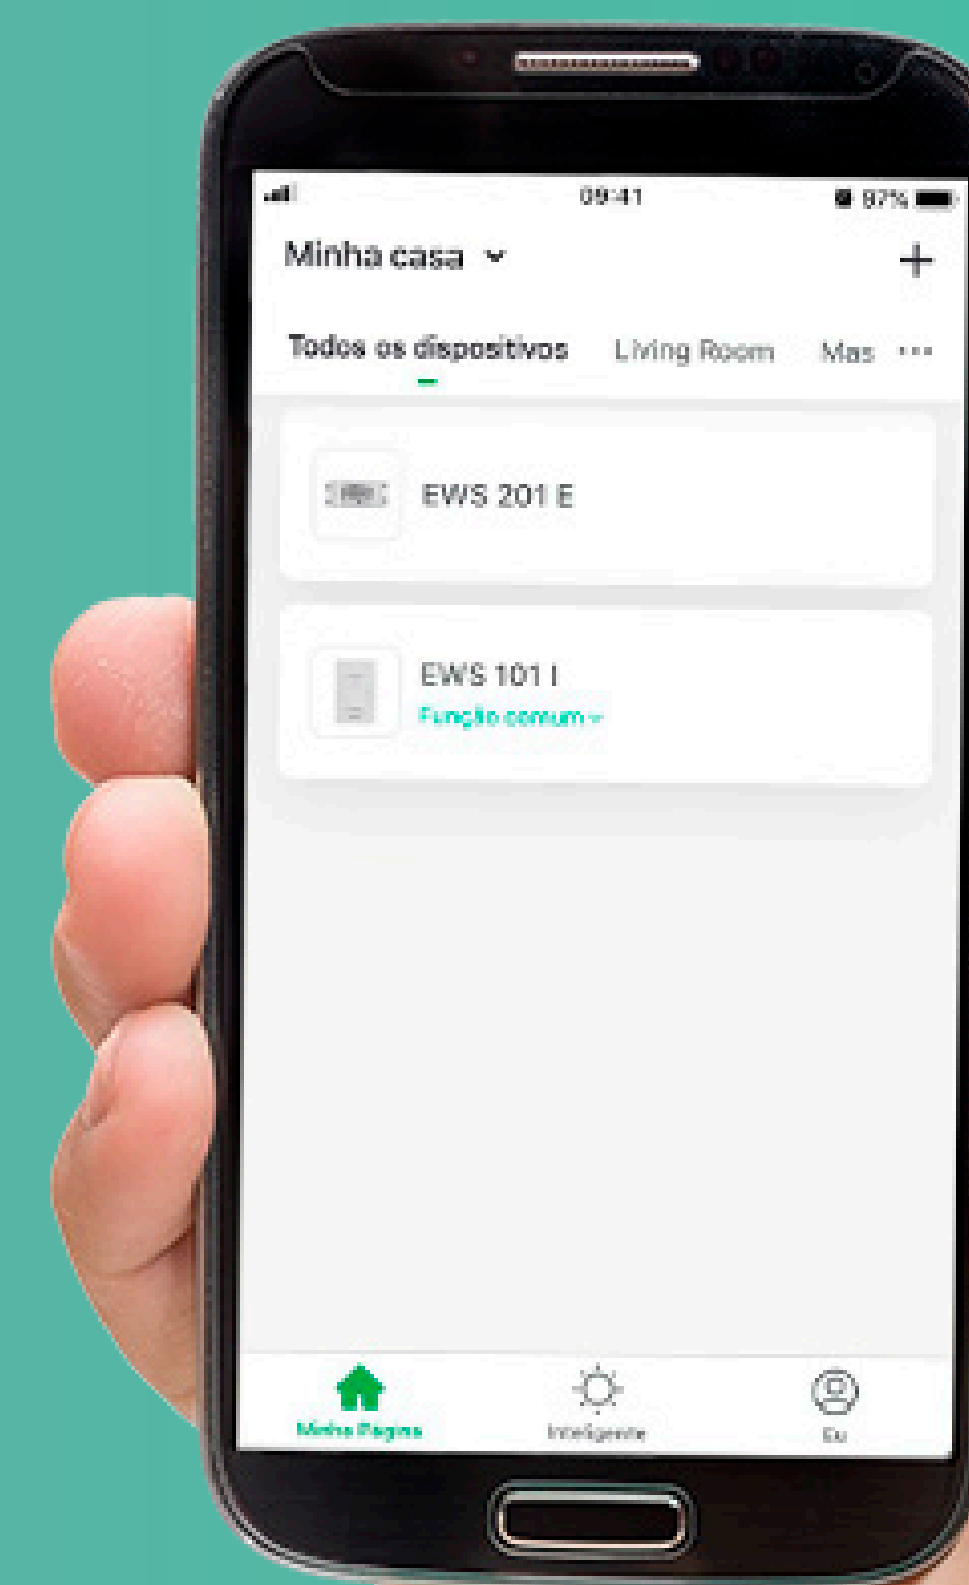 09:41
97%
Minha casa
Todos os dispositivos Living Room Mas ...
EWS 201 E
EWS 101 I
Função comum
Minha Página Inteligente Eu